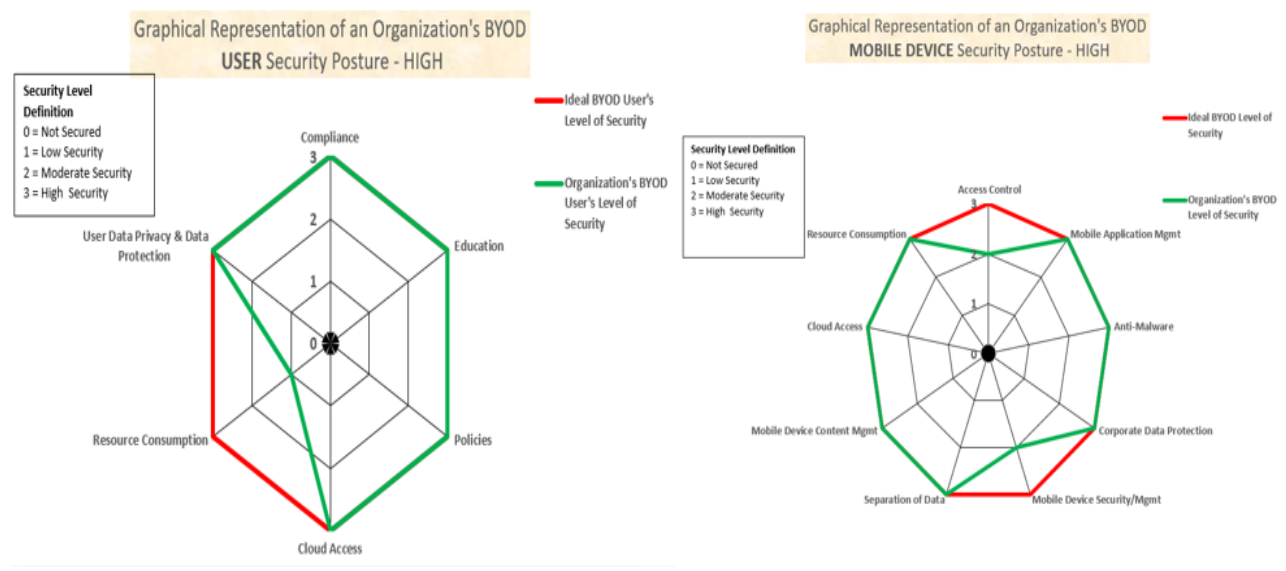 Graphical Representation of an Organization's BYOD
USER Security Posture - HIGH
Security Level
Definition
0 = Not Secured
1 = Low Security
2 = Moderate Security
3 = High Security
Ideal BYOD User's
Level of Security
Organization's BYOD
User's Level of
Security
Compliance
3
2
1
0
User Data Privacy & Data
Protection
Education
Resource Consumption
Policies
Cloud Access
Graphical Representation of an Organization's BYOD
MOBILE DEVICE Security Posture - HIGH
Security Level Definition
0 = Not Secured
1 = Low Security
2 = Moderate Security
3 = High Security
Ideal BYOD Level of
Security
Organization's BYOD
Level of Security
Access Control
3
2
1
0
Resource Consumption
Mobile Application Mgmt
Cloud Access
Anti-Malware
Mobile Device Content Mgmt
Corporate Data Protection
Separation of Data
Mobile Device Security/Mgmt